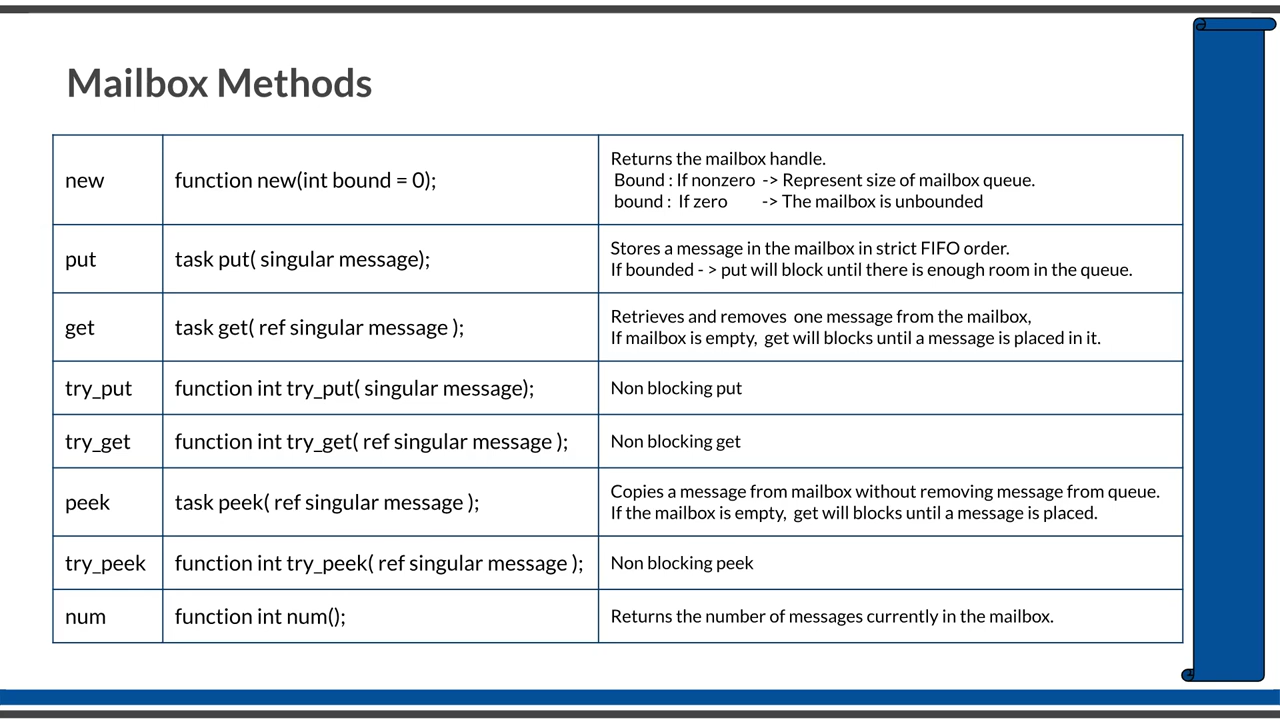 Mailbox Methods
new
function new(int bound = 0);
Returns the mailbox handle.
Bound : If nonzero -> Represent size of mailbox queue.
bound : If zero -> The mailbox is unbounded
put
task put( singular message);
Stores a message in the mailbox in strict FIFO order.
If bounded - > put will block until there is enough room in the queue.
get
task get( ref singular message );
Retrieves and removes one message from the mailbox,
If mailbox is empty, get will blocks until a message is placed in it.
try_put
function int try_put( singular message);
Non blocking put
try_get
function int try_get( ref singular message );
Non blocking get
peek
task peek( ref singular message );
Copies a message from mailbox without removing message from queue.
If the mailbox is empty, get will blocks until a message is placed.
try_peek
function int try_peek( ref singular message );
Non blocking peek
num
function int num();
Returns the number of messages currently in the mailbox.